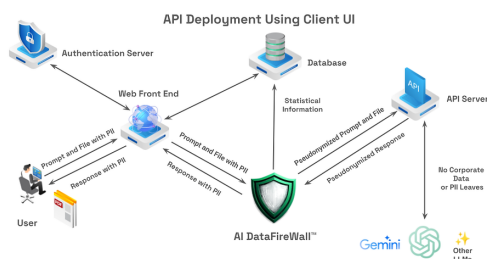 API Deployment Using Client UI
Authentication Server
Database
Web Front End
API
API Server
Statistical
Information
Prompt and File with PII
Response with PII
Prompt and File with PII
Response with PII
Pseudonymized Prompt and File
Pseudonymized Response
No Corporate
Data
or PII Leaves
PDF
User
AI DataFireWall™
Gemini
Other
LLMs